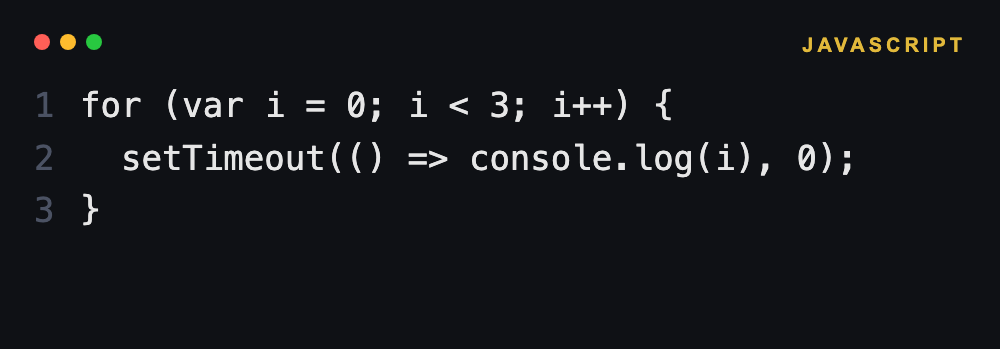 JAVASCRIPT
1 for (var i = 0; i < 3; i++) {
2   setTimeout(() => console.log(i), 0);
3 }